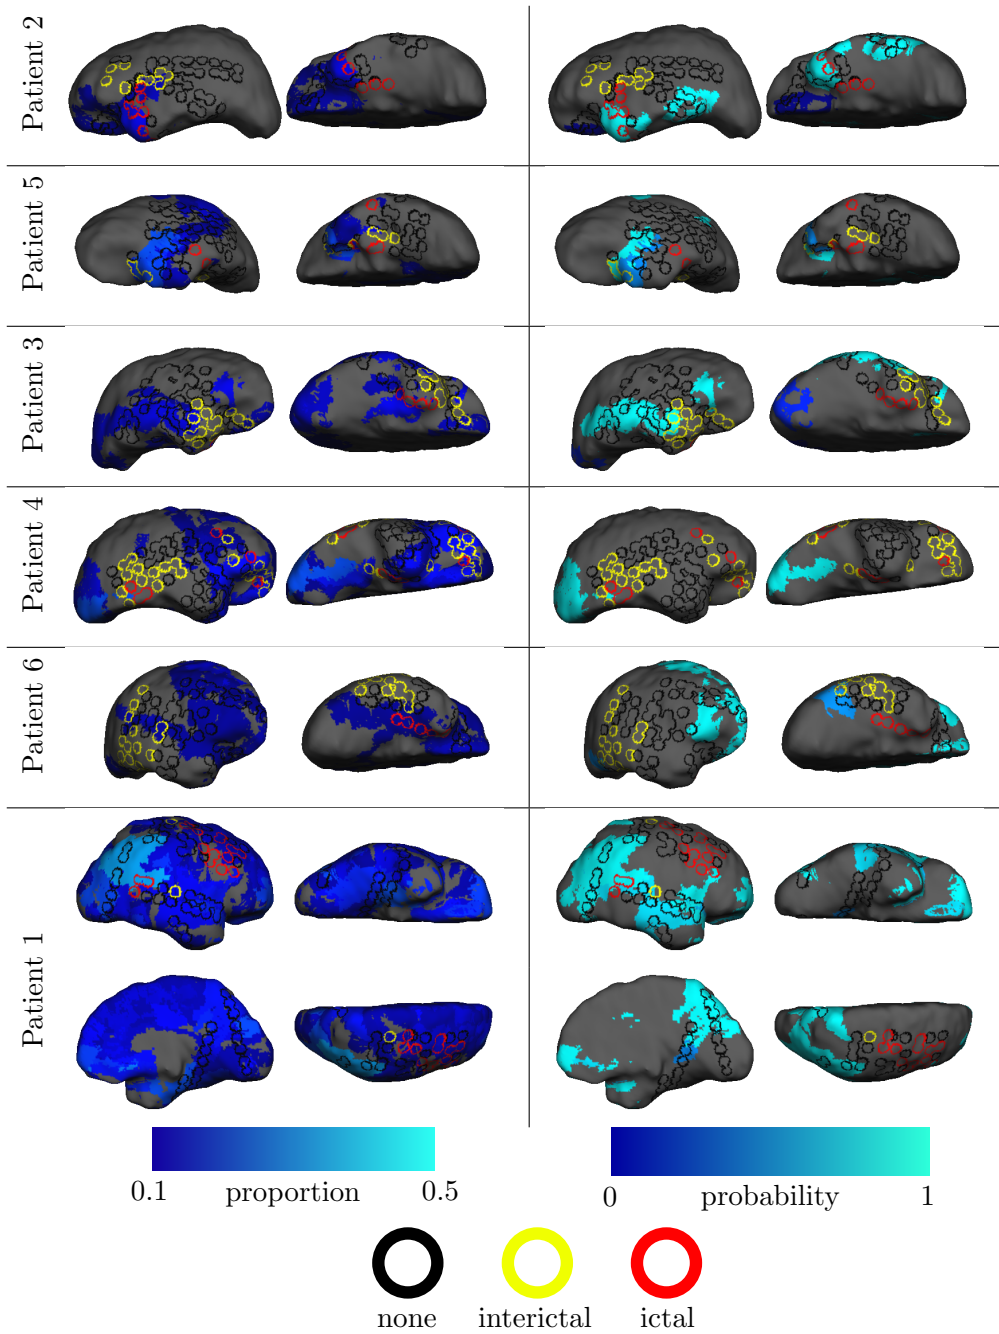 Patient 2
Patient 5
Patient 3
Patient 4
Patient 6
Patient 1
0.1 proportion 0.5
0 probability 1
none interictal ictal